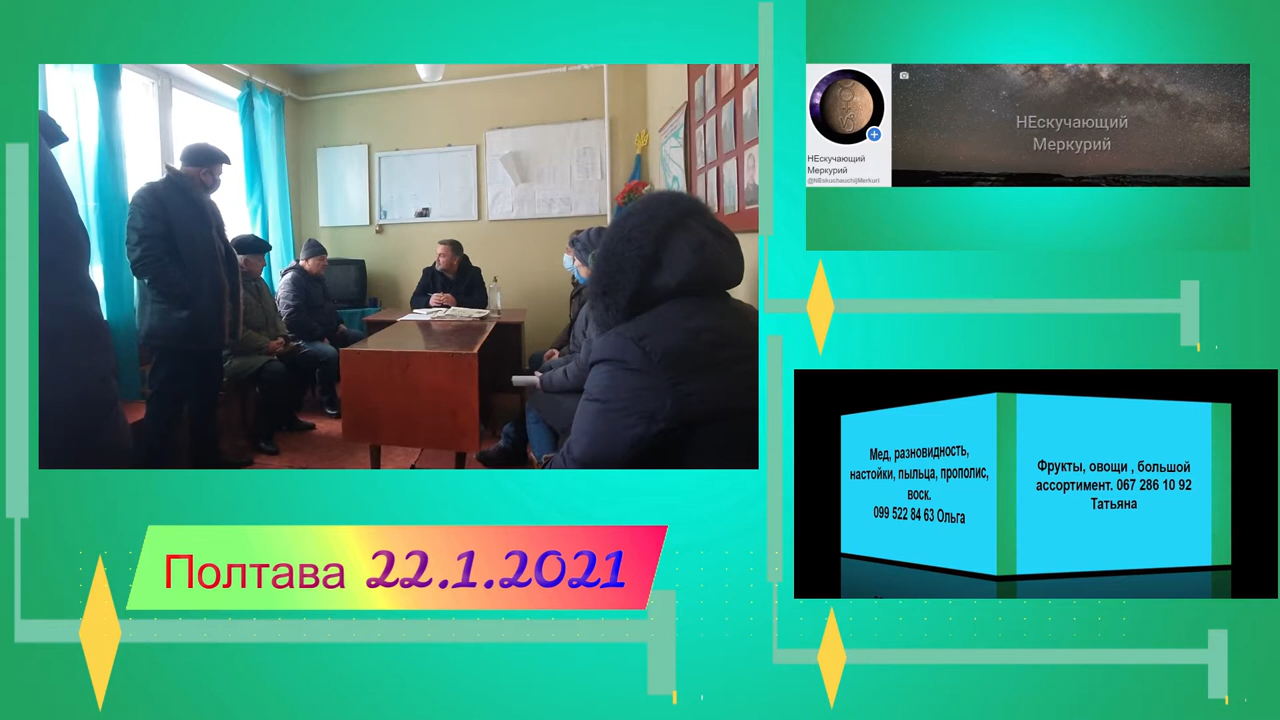 НЕскучающий
Меркурий
НЕскучающий
Меркурий
@NEskuchauchijMerkuri
Мед, разновидность,
настойки, пыльца, прополис,
воск.
099 522 84 63 Ольга
Фрукты, овощи , большой
ассортимент. 067 286 10 92
Татьяна
Полтава 22.1.2021